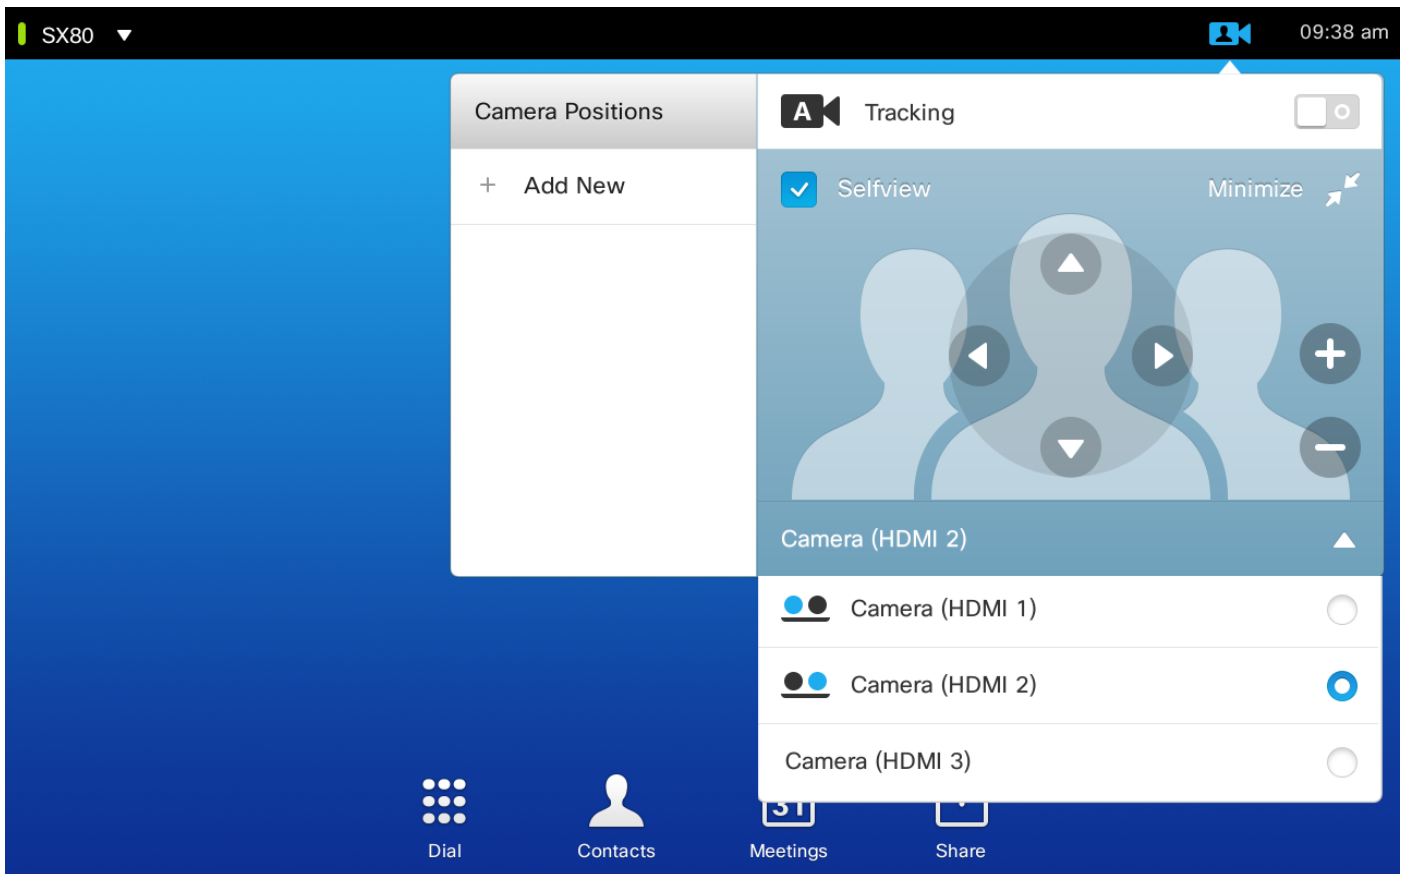 SX80
09:38 am
Camera Positions
A Tracking
+ Add New
Selfview
Minimize
Camera (HDMI 2)
Camera (HDMI 1)
Camera (HDMI 2)
Camera (HDMI 3)
31
Dial
Contacts
Meetings
Share